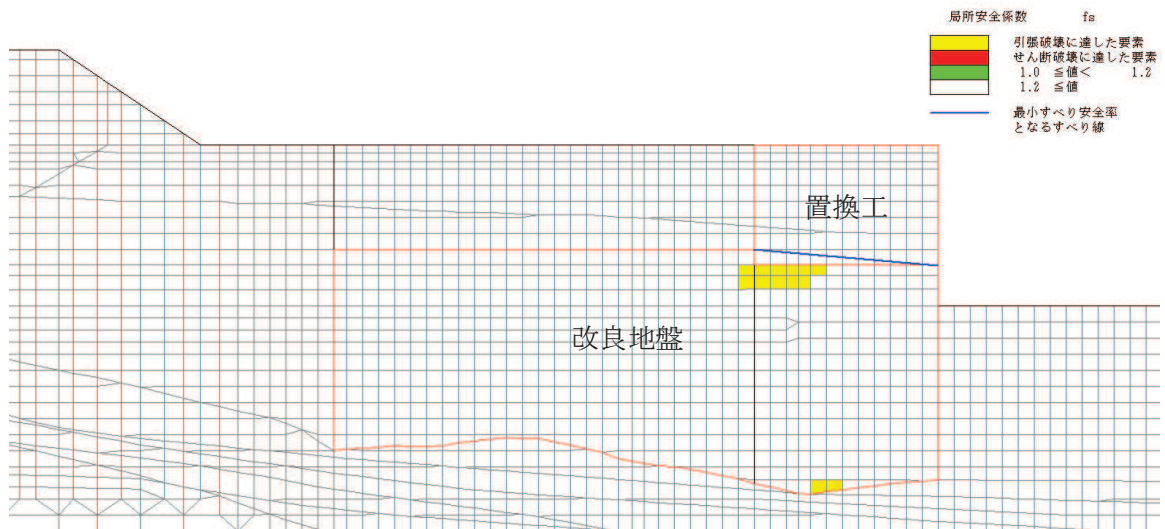 局所安全係数 fs
引張破壊に達した要素
せん断破壊に達した要素
1.0 ≦値< 1.2
1.2 ≦値
最小すべり安全率
となるすべり線
置換工
改良地盤